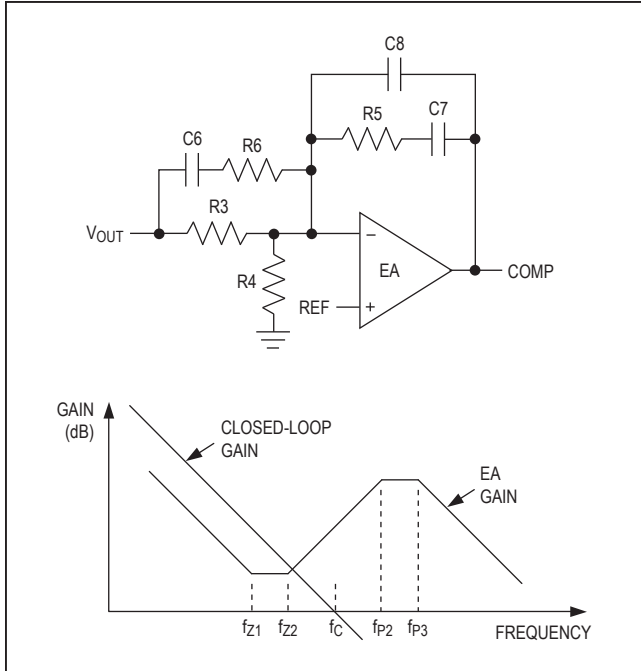 C8
R5
C7
C6
R6
R3
VOUT
R4
−
EA
COMP
REF
+
GAIN
(dB)
CLOSED-LOOP
GAIN
EA
GAIN
fZ1
fZ2
fC
fP2
fP3
FREQUENCY